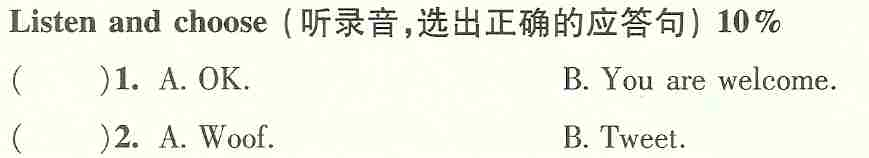 Listen and choose (听录音,选出正确的应答句) 10%
(    )1. A. OK.    B. You are welcome.
(    )2. A. Woof.    B. Tweet.